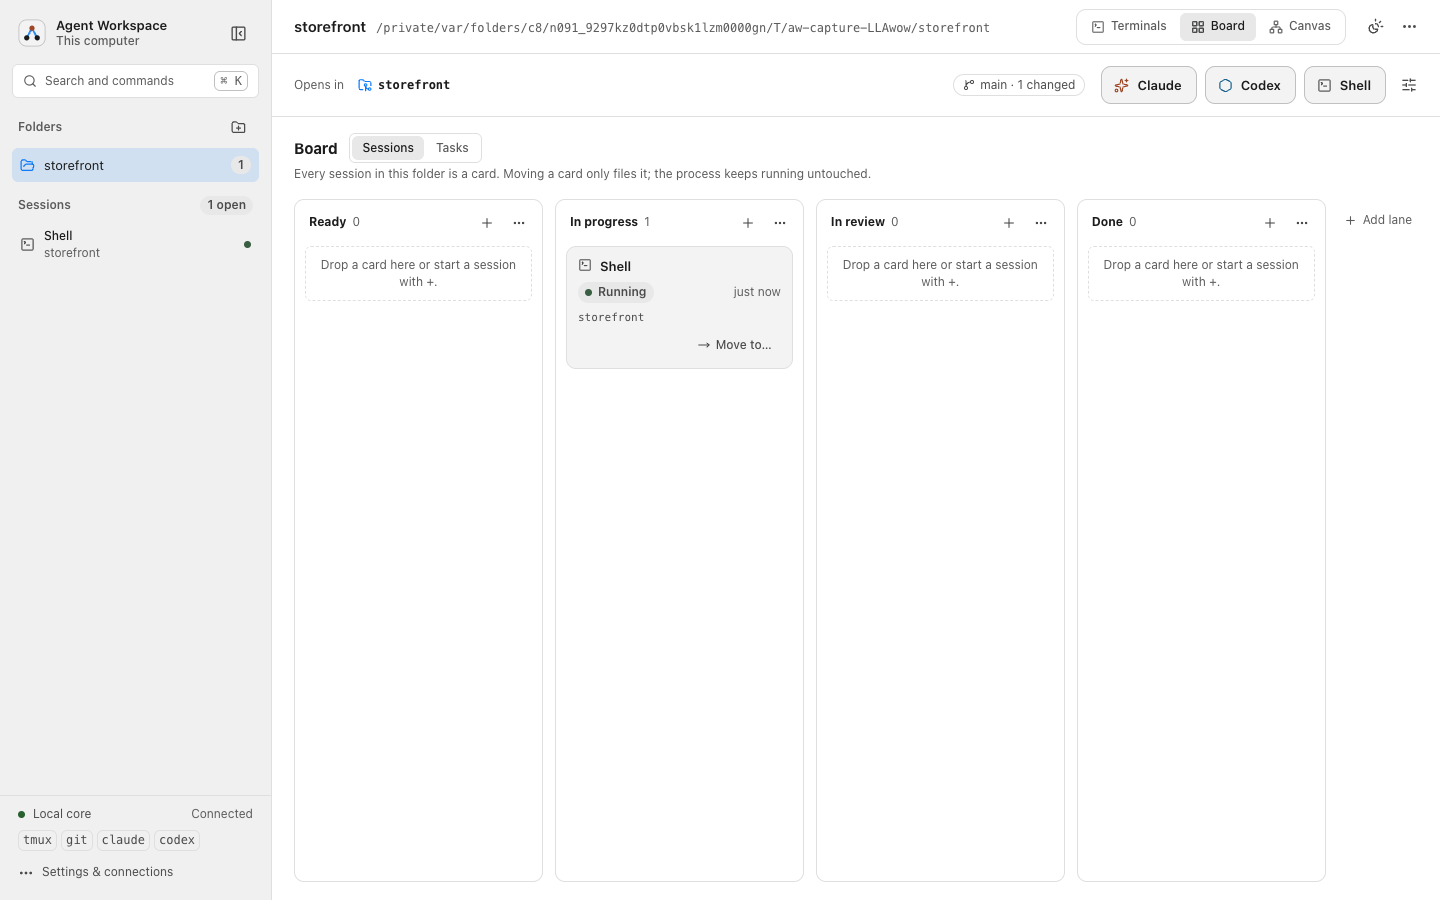 Agent Workspace
This computer
Search and commands ⌘ K
Folders
storefront 1
Sessions 1 open
Shell
storefront
Local core Connected
tmux git claude codex
Settings & connections
storefront /private/var/folders/c8/n091_9297kz0dtp0vbsk1lzm0000gn/T/aw-capture-LLAwow/storefront
Terminals Board Canvas
Opens in storefront
main · 1 changed
Claude Codex Shell
Board Sessions Tasks
Every session in this folder is a card. Moving a card only files it; the process keeps running untouched.
Ready 0
Drop a card here or start a session
with +.
In progress 1
Shell
Running just now
storefront
→ Move to...
In review 0
Drop a card here or start a session
with +.
Done 0
Drop a card here or start a session
with +.
+ Add lane